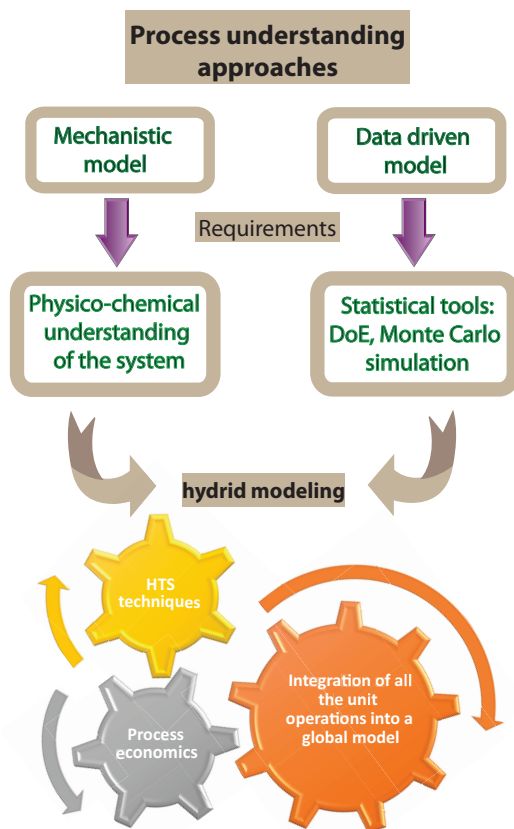 Process understanding
approaches
Mechanistic
model
Data driven
model
Requirements
Physico-chemical
understanding
of the system
Statistical tools:
DoE, Monte Carlo
simulation
hydrid modeling
HTS
techniques
Integration of all
the unit
operations into a
global model
Process
economics